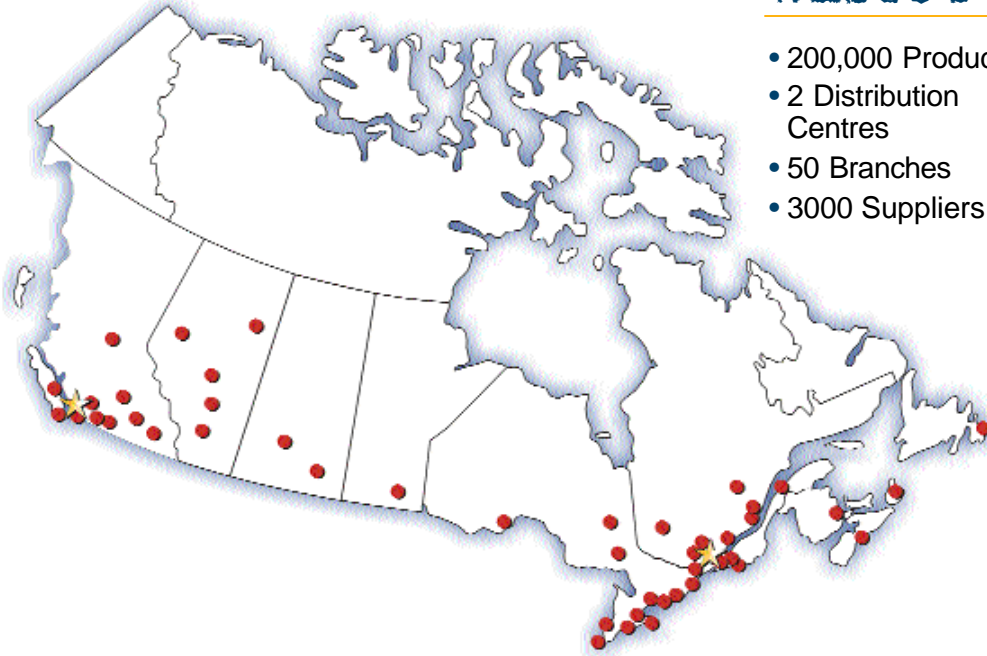 • 200,000 Produc
• 2 Distribution
Centres
• 50 Branches
• 3000 Suppliers